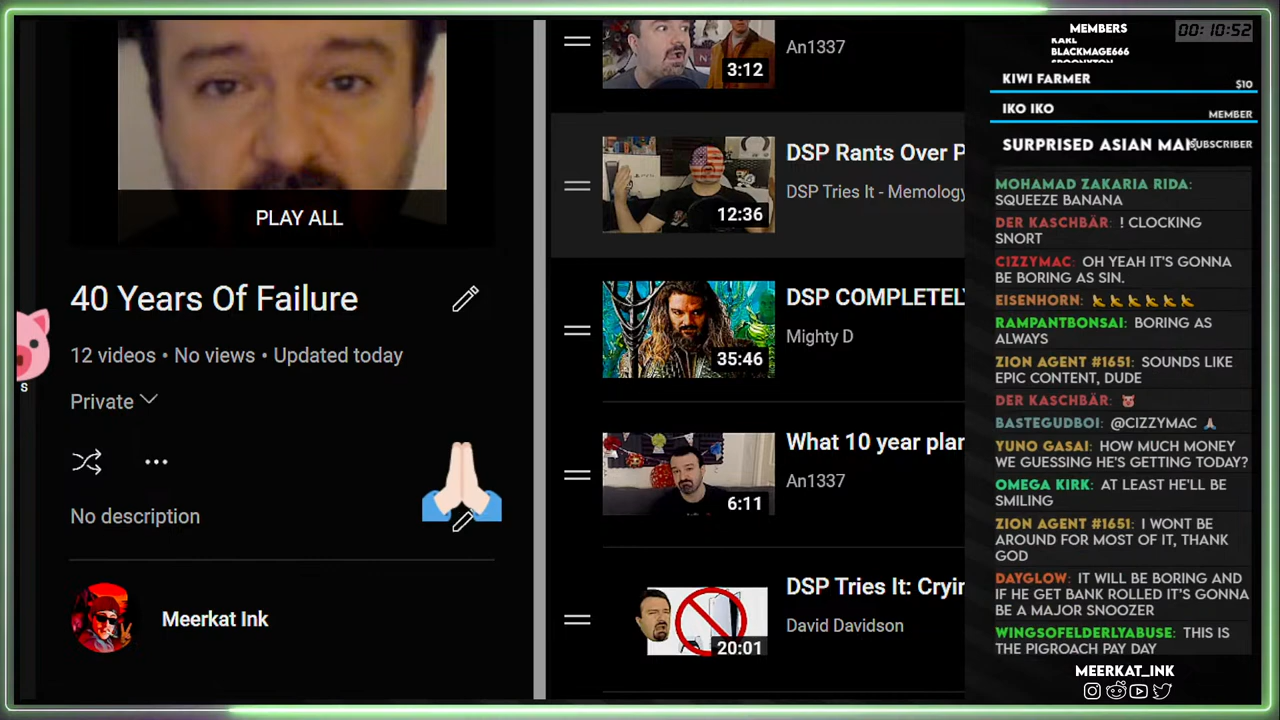 PLAY ALL
40 Years Of Failure
12 videos • No views • Updated today
Private
No description
Meerkat Ink
S
An1337
3:12
DSP Rants Over P
DSP Tries It - Memology
12:36
DSP COMPLETELY
Mighty D
35:46
What 10 year plan
An1337
6:11
DSP Tries It: Cryin
David Davidson
20:01
00:10:52
MEMBERS
KARL
BLACKMAGE666
KIWI FARMER
$10
IKO IKO
MEMBER
SURPRISED ASIAN MAN
SUBSCRIBER
MOHAMAD ZAKARIA RIDA:
SQUEEZE BANANA
DER KASCHBÄR: ! CLOCKING
SNORT
CIZZYMAC: OH YEAH IT'S GONNA
BE BORING AS SIN.
EISENHORN:
RAMPANTBONSAI: BORING AS
ALWAYS
ZION AGENT #1651: SOUNDS LIKE
EPIC CONTENT, DUDE
DER KASCHBÄR:
BASTEGUDBOI: @CIZZYMAC
YUNO GASAI: HOW MUCH MONEY
WE GUESSING HE'S GETTING TODAY?
OMEGA KIRK: AT LEAST HE'LL BE
SMILING
ZION AGENT #1651: I WONT BE
AROUND FOR MOST OF IT, THANK
GOD
DAYGLOW: IT WILL BE BORING AND
IF HE GET BANK ROLLED IT'S GONNA
BE A MAJOR SNOOZER
WINGSOFELDERLYABUSE: THIS IS
THE PIGROACH PAY DAY
MEERKAT_INK